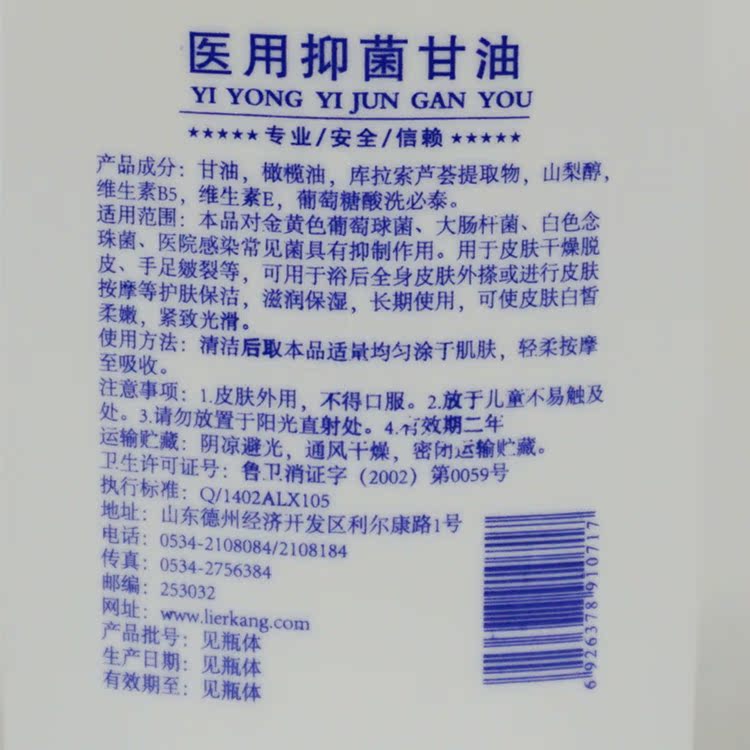 医用抑菌甘油
YI YONG YI JUN GAN YOU
★★★★★专业/安全/信赖★★★★★
产品成分：甘油，橄榄油，库拉索芦荟提取物，山梨醇，
维生素B5，维生素E，葡萄糖酸洗必泰。
适用范围：本品对金黄色葡萄球菌、大肠杆菌、白色念
珠菌、医院感染常见菌具有抑制作用。用于皮肤干燥脱
皮、手足皴裂等，可用于浴后全身皮肤外搽或进行皮肤
按摩等护肤保洁，滋润保湿，长期使用，可使皮肤白皙
柔嫩，紧致光滑。
使用方法：清洁后取本品适量均匀涂于肌肤，轻柔按摩
至吸收。
注意事项：1.皮肤外用，不得口服。2.放于儿童不易触及
处。3.请勿放置于阳光直射处。4.有效期二年
运输贮藏：阴凉避光，通风干燥，密闭运输贮藏。
卫生许可证号：鲁卫消证字（2002）第0059号
执行标准：Q/1402ALX105
地址：山东德州经济开发区利尔康路1号
电话：0534-2108084/2108184
传真：0534-2756384
邮编：253032
网址：www.lierkang.com
产品批号：见瓶体
生产日期：见瓶体
有效期至：见瓶体
6926378910717